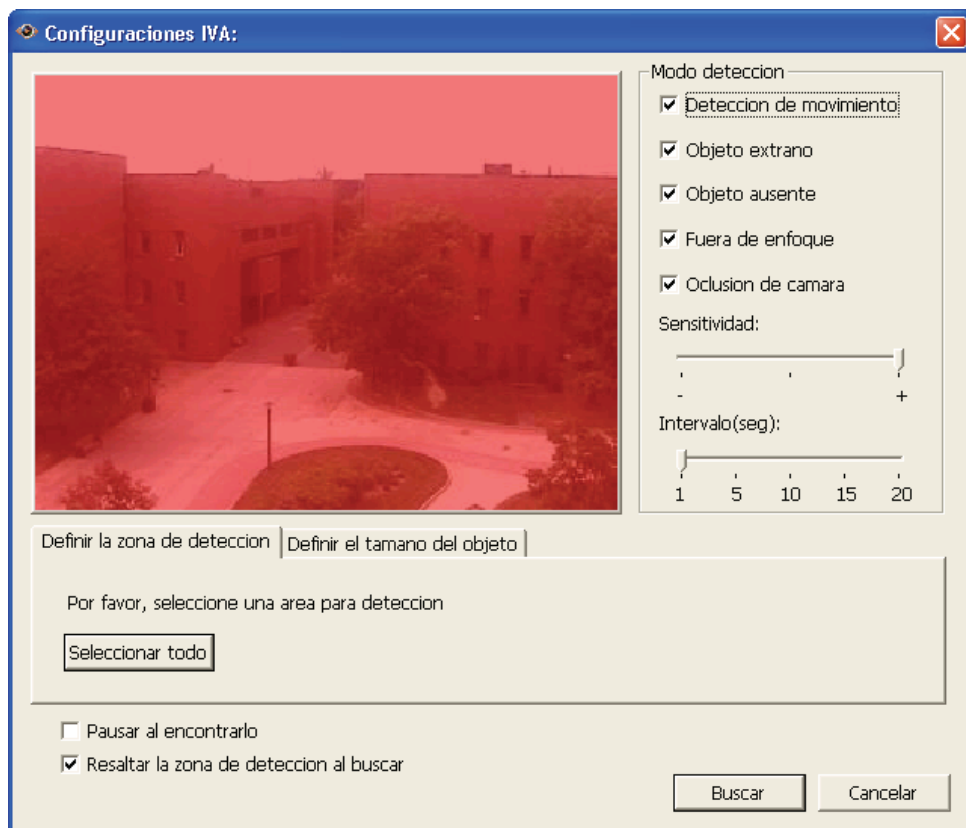 Configuraciones IVA:
Modo deteccion
Deteccion de movimiento
Objeto extrano
Objeto ausente
Fuera de enfoque
Oclusion de camara
Sensitividad:
- +
Intervalo(seg):
1 5 10 15 20
Definir la zona de deteccion Definir el tamano del objeto
Por favor, seleccione una area para deteccion
Seleccionar todo
Pausar al encontrarlo
Resaltar la zona de deteccion al buscar
Buscar Cancelar